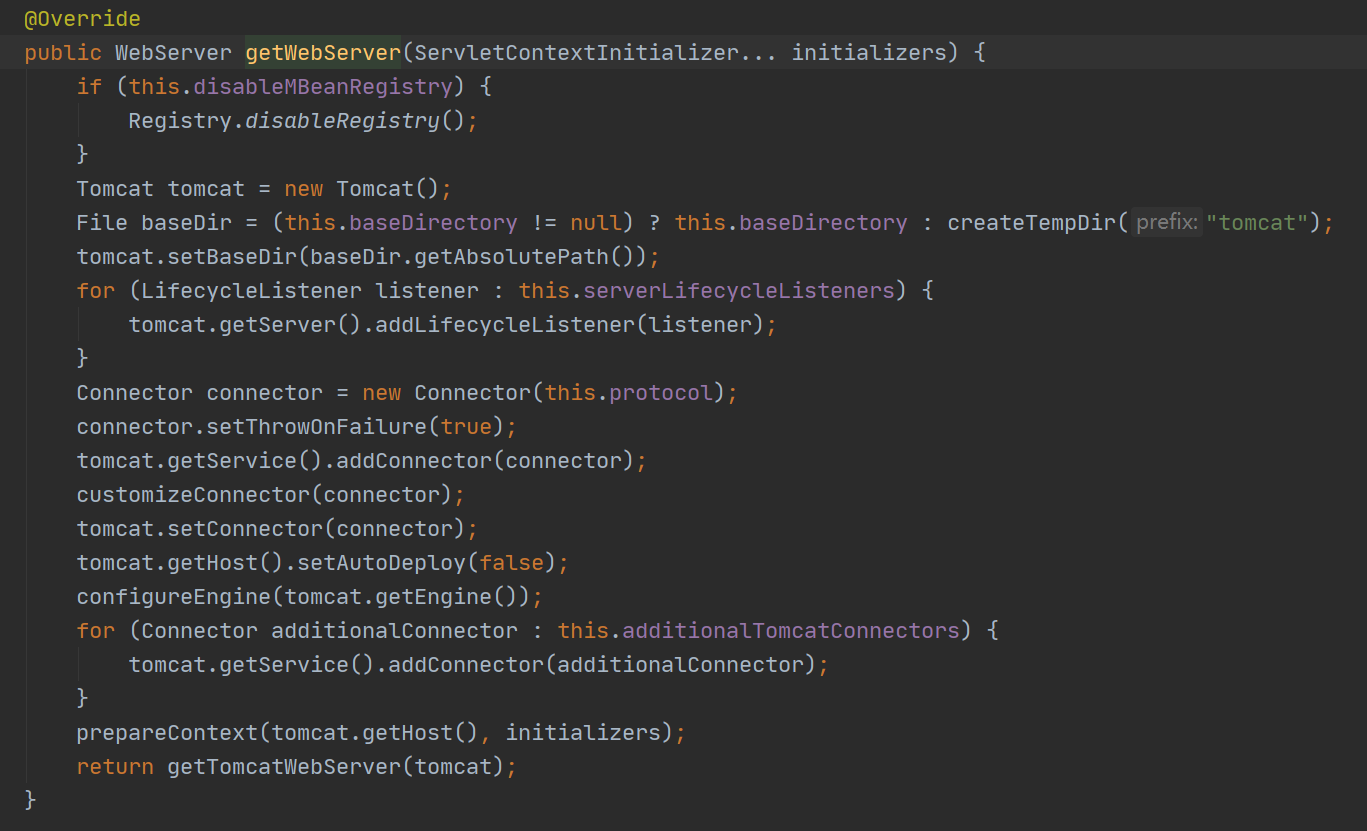 @Override
public WebServer getWebServer(ServletContextInitializer... initializers) {
    if (this.disableMBeanRegistry) {
        Registry.disableRegistry();
    }
    Tomcat tomcat = new Tomcat();
    File baseDir = (this.baseDirectory != null) ? this.baseDirectory : createTempDir( prefix: "tomcat");
    tomcat.setBaseDir(baseDir.getAbsolutePath());
    for (LifecycleListener listener : this.serverLifecycleListeners) {
        tomcat.getServer().addLifecycleListener(listener);
    }
    Connector connector = new Connector(this.protocol);
    connector.setThrowOnFailure(true);
    tomcat.getService().addConnector(connector);
    customizeConnector(connector);
    tomcat.setConnector(connector);
    tomcat.getHost().setAutoDeploy(false);
    configureEngine(tomcat.getEngine());
    for (Connector additionalConnector : this.additionalTomcatConnectors) {
        tomcat.getService().addConnector(additionalConnector);
    }
    prepareContext(tomcat.getHost(), initializers);
    return getTomcatWebServer(tomcat);
}